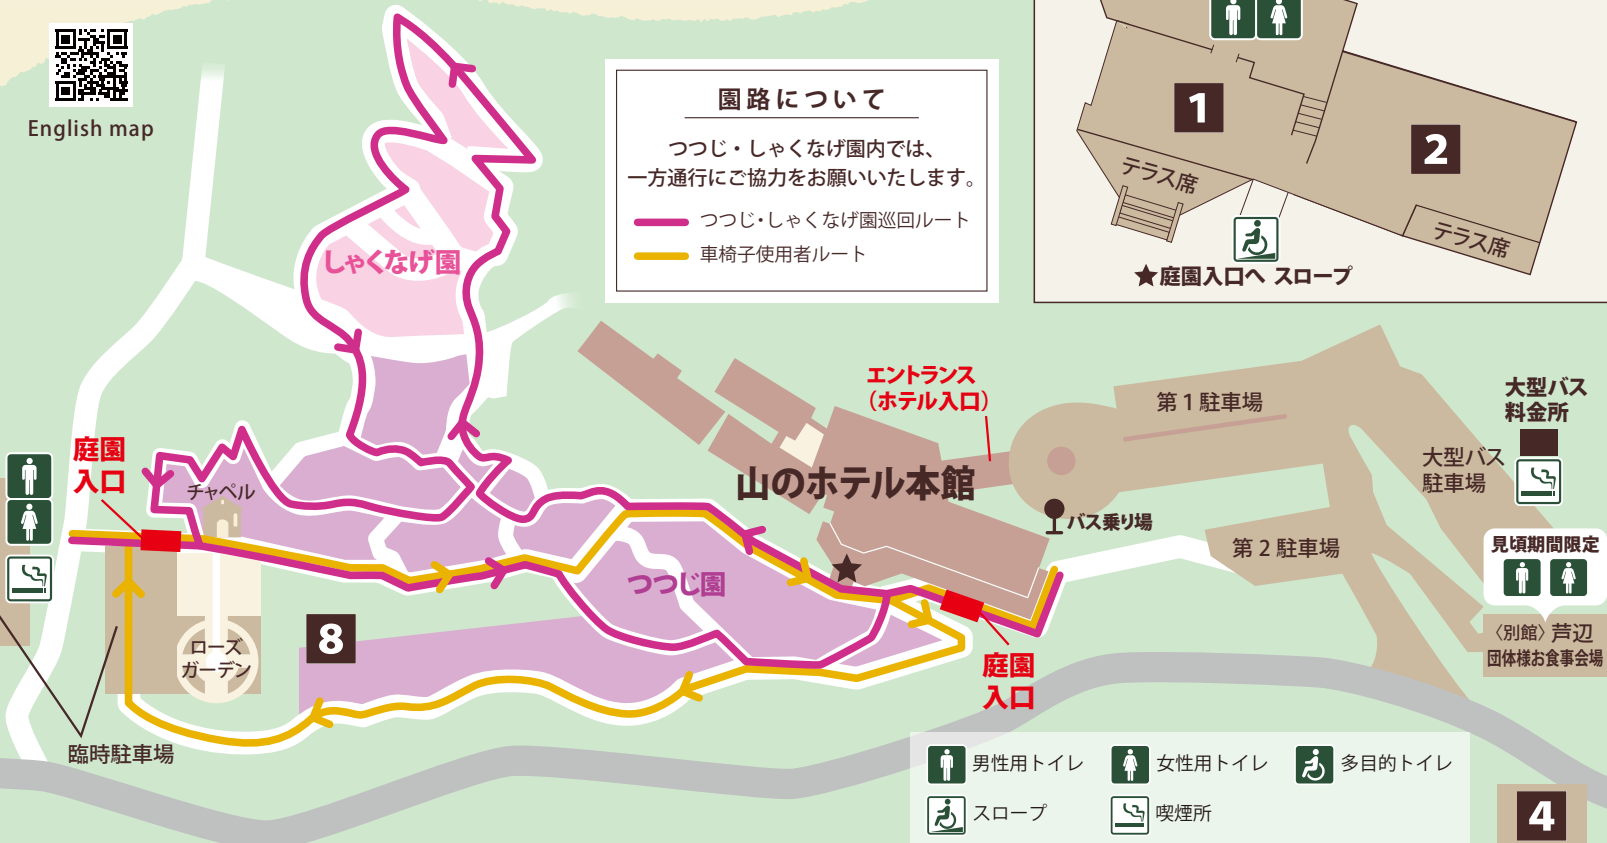 English map
園路について
つつじ・しゃくなげ園内では、
一方通行にご協力をお願いいたします。
つつじ・しゃくなげ園巡回ルート
車椅子使用者ルート
1
2
テラス席
テラス席
★庭園入口へ スロープ
しゃくなげ園
エントランス
(ホテル入口)
第1駐車場
大型バス
料金所
大型バス
駐車場
庭園
入口
チャペル
山のホテル本館
バス乗り場
第2駐車場
見頃期間限定
つつじ園
8
ローズ
ガーデン
〈別館〉芦辺
団体様お食事会場
庭園
入口
臨時駐車場
男性用トイレ
女性用トイレ
多目的トイレ
スロープ
喫煙所
4